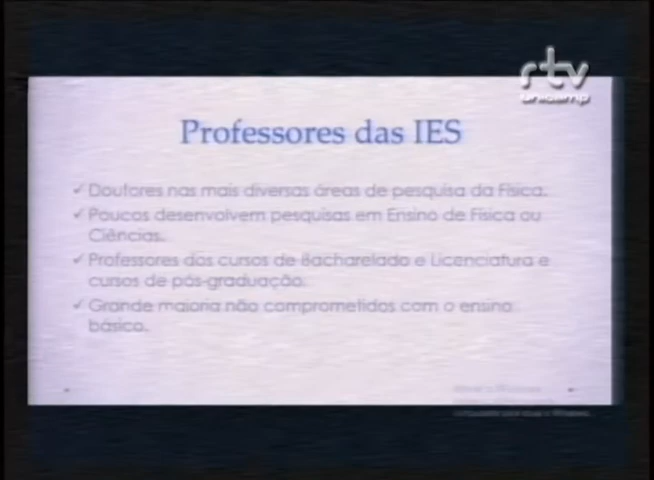 rtv
unicamp
Professores das IES
✓ Doutores nas mais diversas áreas de pesquisa da Física.
✓ Poucos desenvolvem pesquisas em Ensino de Física ou
Ciências.
✓ Professores dos cursos de Bacharelado e Licenciatura e
cursos de pós-graduação.
✓ Grande maioria não comprometidos com o ensino
básico.